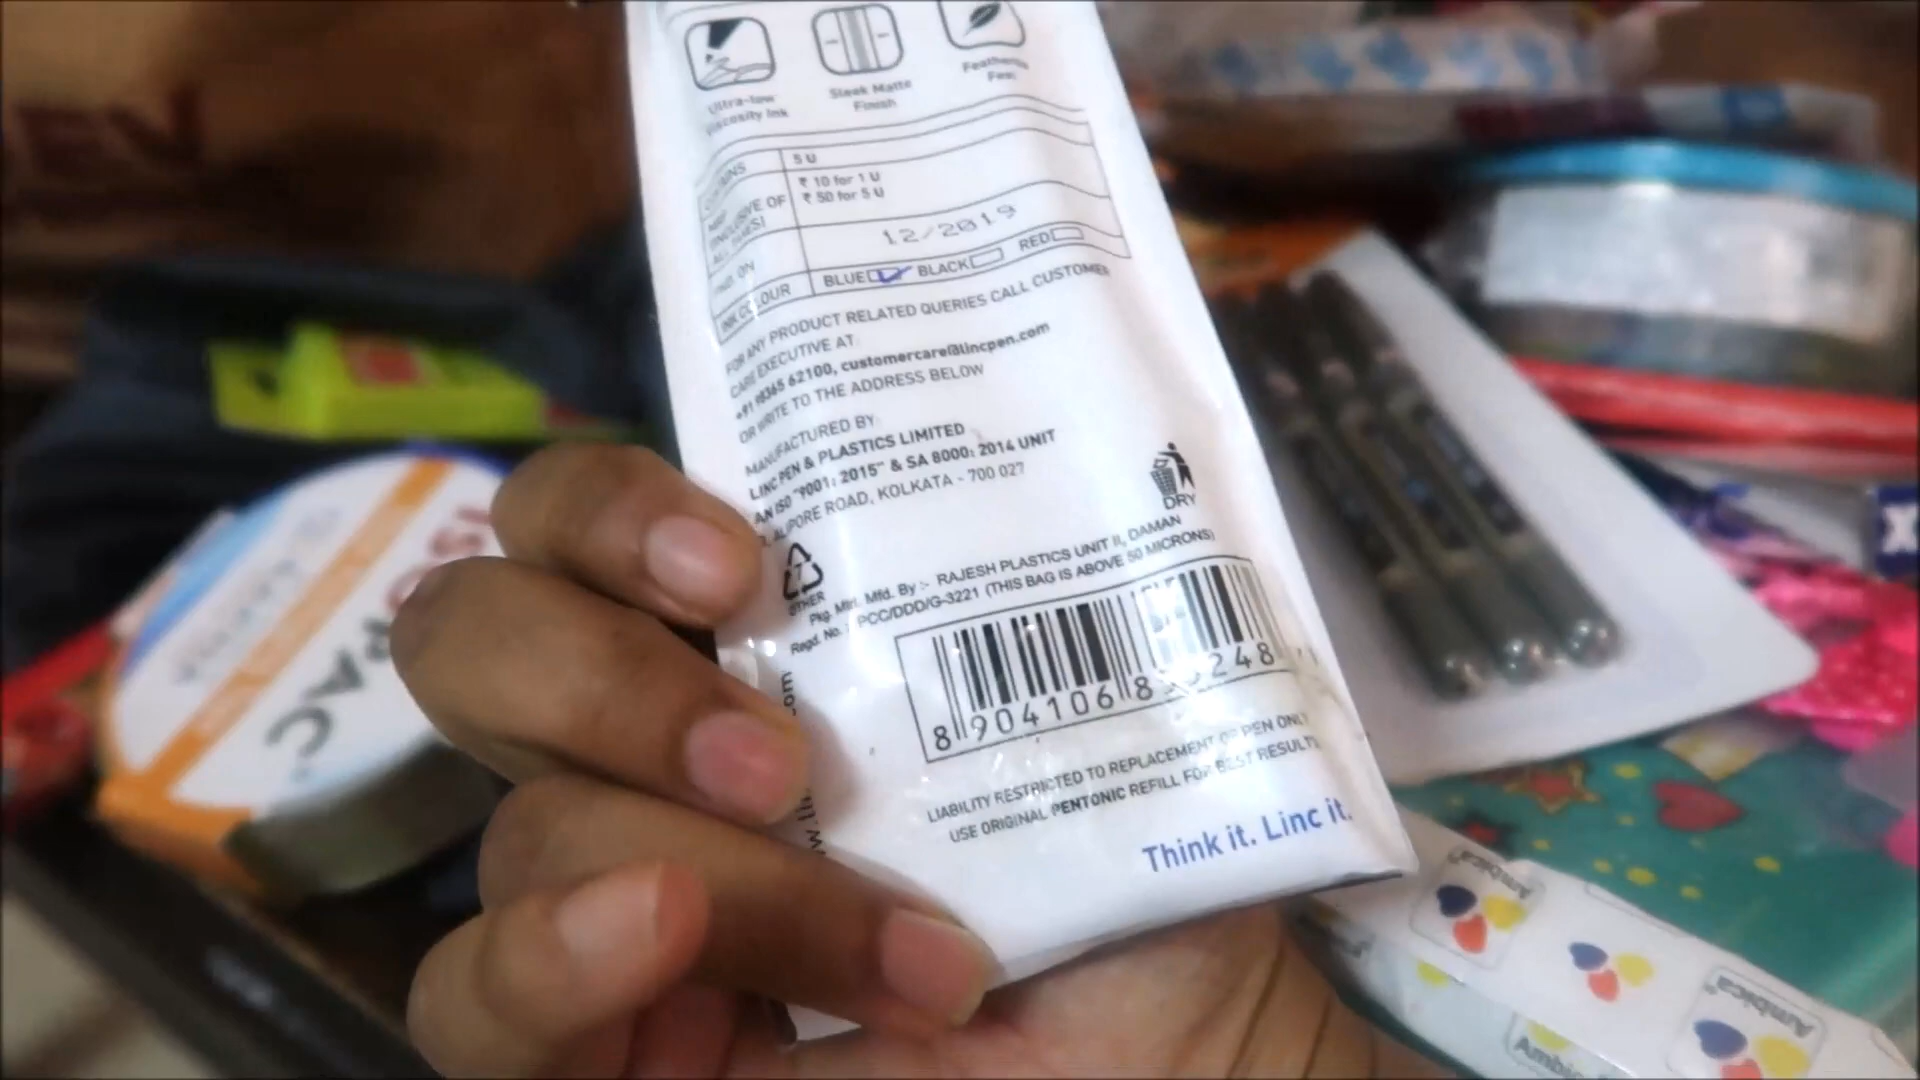 Ultra-low
Viscosity Ink
Sleek Matte
Finish
Featherlite
Feel
5 U
₹ 10 for 1 U
₹ 50 for 5 U
12/2019
INK COLOUR
BLUE BLACK RED
FOR ANY PRODUCT RELATED QUERIES CALL CUSTOMER
CARE EXECUTIVE AT:
+91 98365 62100, customercare@lincpen.com
OR WRITE TO THE ADDRESS BELOW
MANUFACTURED BY:
LINC PEN & PLASTICS LIMITED
AN ISO "9001: 2015" & SA 8000: 2014 UNIT
ALIPORE ROAD, KOLKATA - 700 027
DRY
OTHER
Pkg. Mtrl. Mfd. By :- RAJESH PLASTICS UNIT II, DAMAN
Regd. No. : PCC/DDD/G-3221 (THIS BAG IS ABOVE 50 MICRONS)
8 904106 8 248
LIABILITY RESTRICTED TO REPLACEMENT OF PEN ONLY
USE ORIGINAL PENTONIC REFILL FOR BEST RESULTS
Think it. Linc it.
Ambica
Ambica